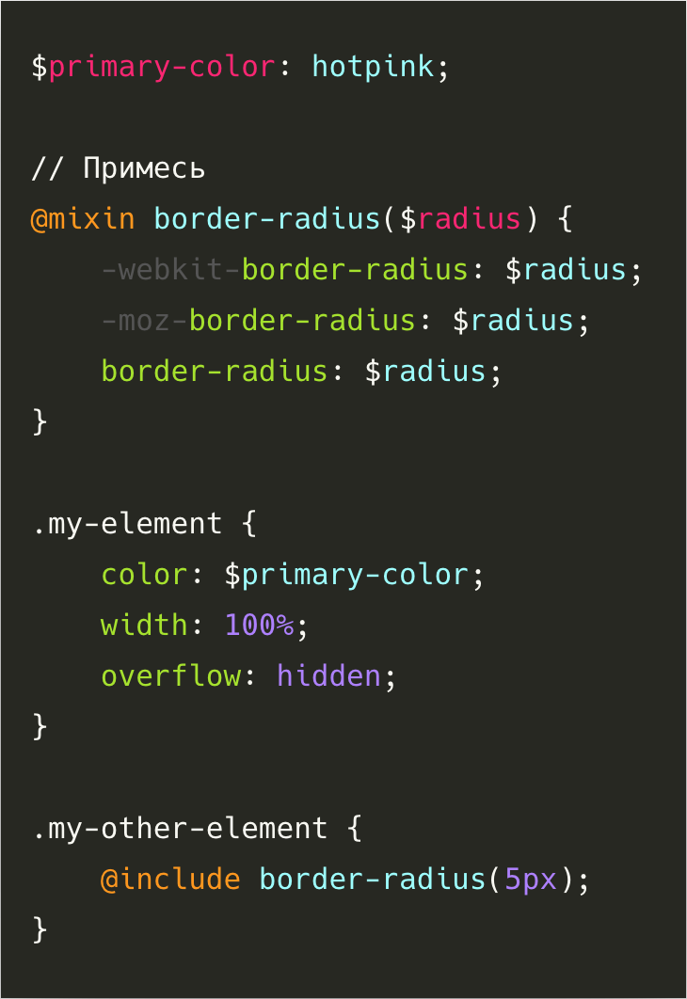 $primary-color: hotpink;
// Примесь
@mixin border-radius($radius) {
-webkit-border-radius: $radius;
-moz-border-radius: $radius;
border-radius: $radius;
}
.my-element {
color: $primary-color;
width: 100%;
overflow: hidden;
}
.my-other-element {
@include border-radius(5px);
}